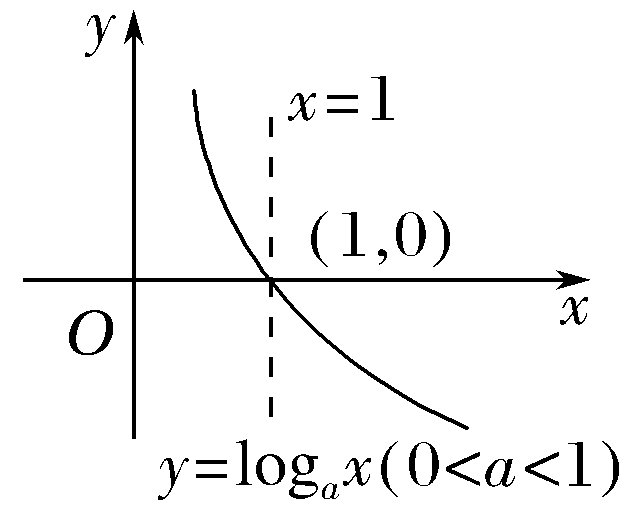 y
x=1
(1,0)
x
O
y=logₐx(0<a<1)